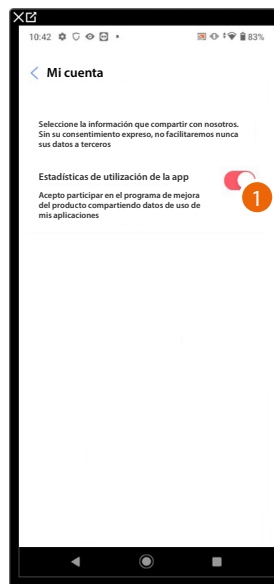 10:42
83%
Mi cuenta
Seleccione la información que compartir con nosotros.
Sin su consentimiento expreso, no facilitaremos nunca
sus datos a terceros
Estadísticas de utilización de la app
Acepto participar en el programa de mejora
del producto compartiendo datos de uso de
mis aplicaciones
1